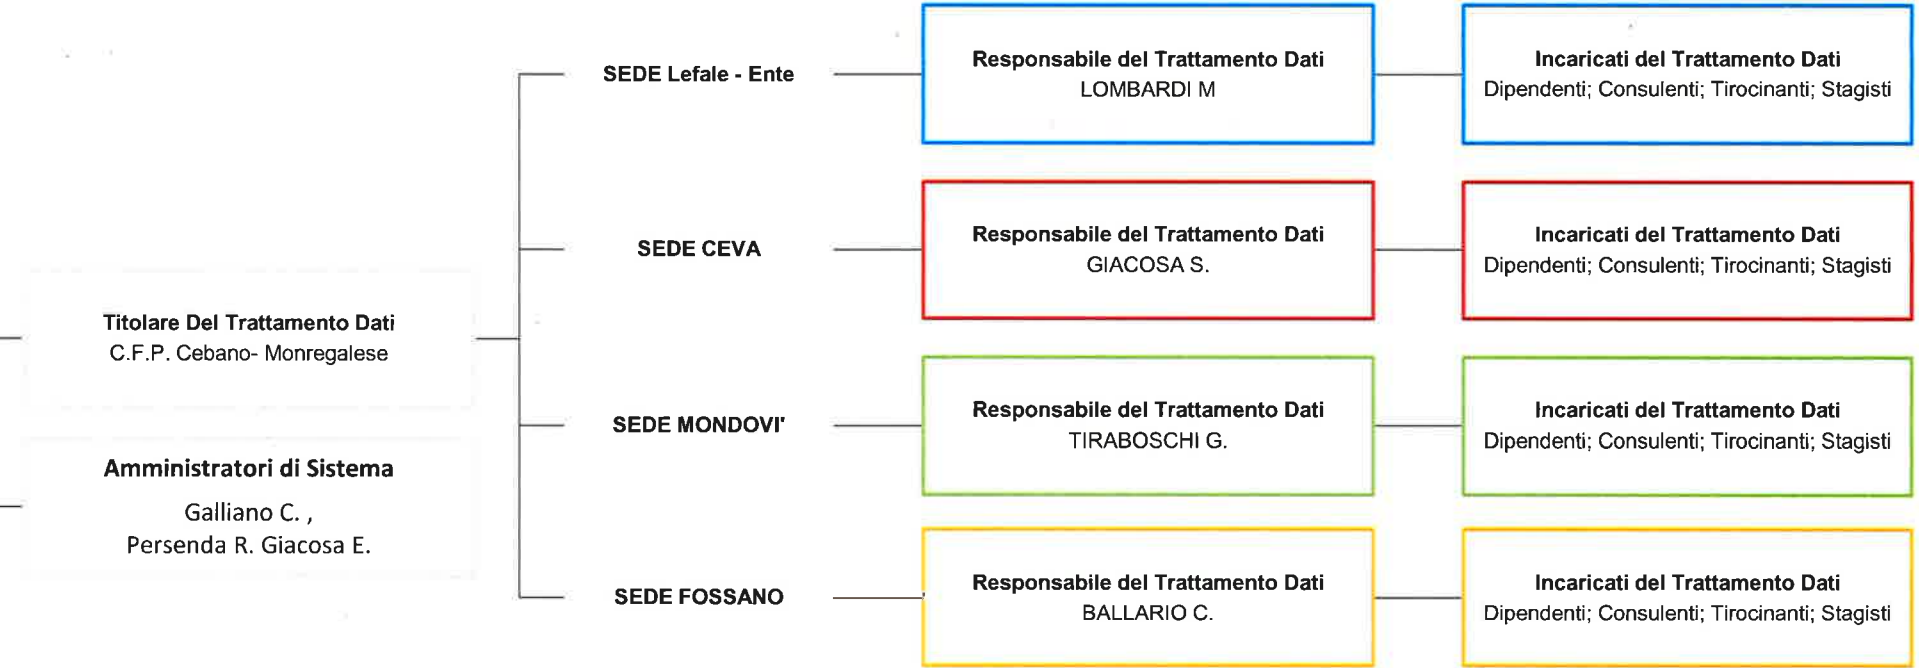 SEDE Lefale - Ente
Responsabile del Trattamento Dati
LOMBARDI M
Incaricati del Trattamento Dati
Dipendenti; Consulenti; Tirocinanti; Stagisti
SEDE CEVA
Responsabile del Trattamento Dati
GIACOSA S.
Incaricati del Trattamento Dati
Dipendenti; Consulenti; Tirocinanti; Stagisti
Titolare Del Trattamento Dati
C.F.P. Cebano- Monregalese
SEDE MONDOVI'
Responsabile del Trattamento Dati
TIRABOSCHI G.
Incaricati del Trattamento Dati
Dipendenti; Consulenti; Tirocinanti; Stagisti
Amministratori di Sistema
Galliano C. ,
Persenda R. Giacosa E.
SEDE FOSSANO
Responsabile del Trattamento Dati
BALLARIO C.
Incaricati del Trattamento Dati
Dipendenti; Consulenti; Tirocinanti; Stagisti